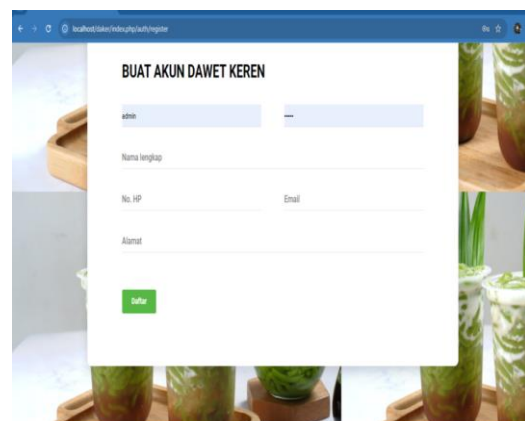 localhost/daker/index.php/auth/register
BUAT AKUN DAWET KEREN
admin
Nama lengkap
No. HP Email
Alamat
Daftar